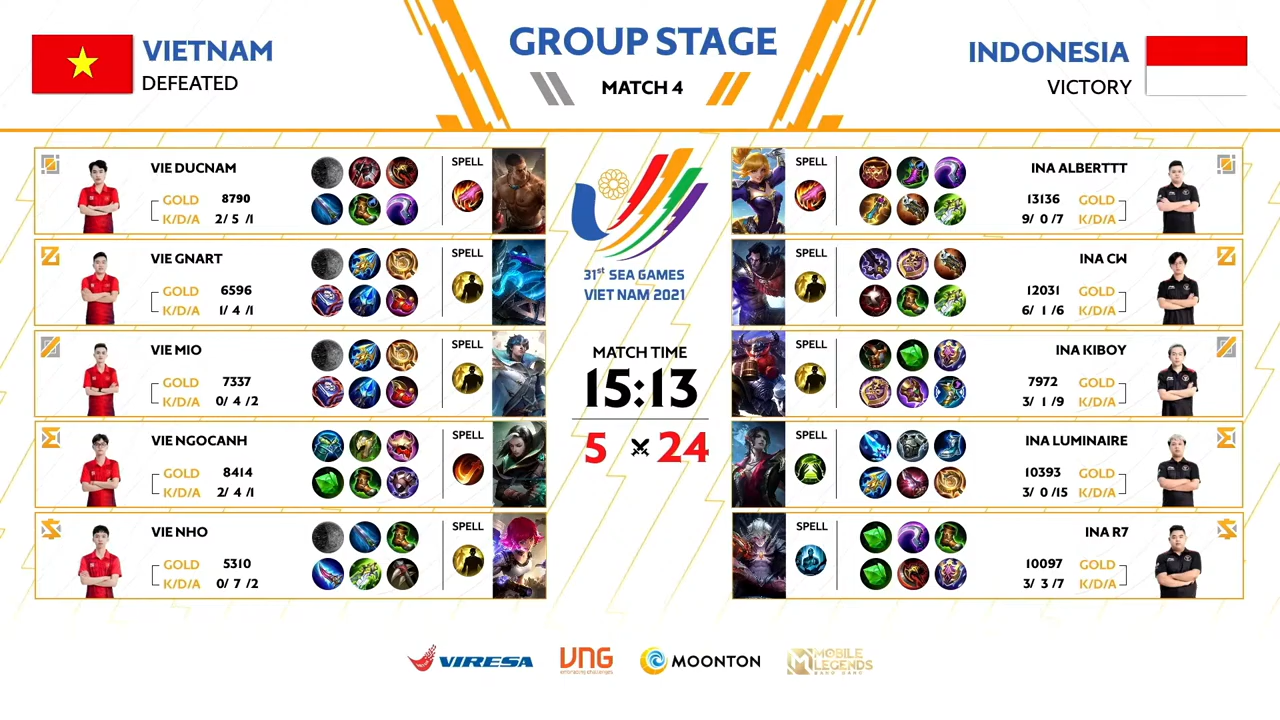 VIETNAM
DEFEATED
GROUP STAGE
MATCH 4
INDONESIA
VICTORY
VIE DUCNAM
GOLD 8790
K/D/A 2/ 5 /1
SPELL
VIE GNART
GOLD 6596
K/D/A 1/ 4 /1
SPELL
VIE MIO
GOLD 7337
K/D/A 0/ 4 /2
SPELL
VIE NGOCANH
GOLD 8414
K/D/A 2/ 4 /1
SPELL
VIE NHO
GOLD 5310
K/D/A 0/ 7 /2
SPELL
31st SEA GAMES
VIET NAM 2021
MATCH TIME
15:13
5 24
SPELL
INA ALBERTTT
13136 GOLD
9/ 0 /7 K/D/A
SPELL
INA CW
12031 GOLD
6/ 1 /6 K/D/A
SPELL
INA KIBOY
7972 GOLD
3/ 1 /9 K/D/A
SPELL
INA LUMINAIRE
10393 GOLD
3/ 0 /15 K/D/A
SPELL
INA R7
10097 GOLD
3/ 3 /7 K/D/A
VIRESA
VNG
embracing challenges
MOONTON
MOBILE
LEGENDS
BANG BANG